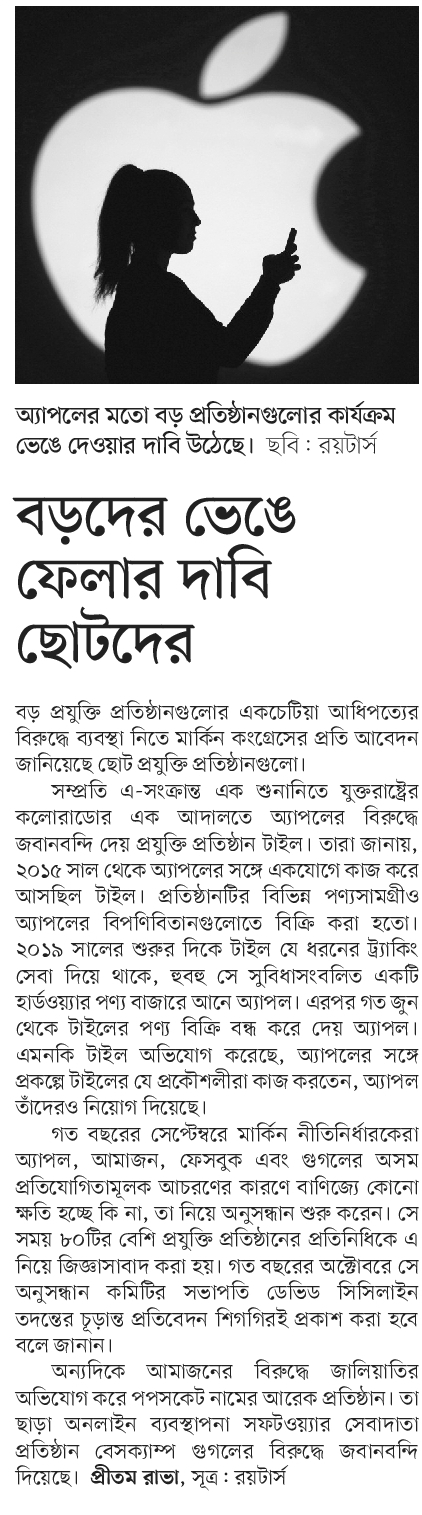 অ্যাপলের মতো বড় প্রতিষ্ঠানগুলোর কার্যক্রম
ভেঙে দেওয়ার দাবি উঠেছে। ছবি : রয়টার্স
বড়দের ভেঙে
ফেলার দাবি
ছোটদের
বড় প্রযুক্তি প্রতিষ্ঠানগুলোর একচেটিয়া আধিপত্যের
বিরুদ্ধে ব্যবস্থা নিতে মার্কিন কংগ্রেসের প্রতি আবেদন
জানিয়েছে ছোট প্রযুক্তি প্রতিষ্ঠানগুলো।
সম্প্রতি এ-সংক্রান্ত এক শুনানিতে যুক্তরাষ্ট্রের
কলোরাডোর এক আদালতে অ্যাপলের বিরুদ্ধে
জবানবন্দি দেয় প্রযুক্তি প্রতিষ্ঠান টাইল। তারা জানায়,
২০১৫ সাল থেকে অ্যাপলের সঙ্গে একযোগে কাজ করে
আসছিল টাইল। প্রতিষ্ঠানটির বিভিন্ন পণ্যসামগ্রীও
অ্যাপলের বিপণিবিতানগুলোতে বিক্রি করা হতো।
২০১৯ সালের শুরুর দিকে টাইল যে ধরনের ট্র্যাকিং
সেবা দিয়ে থাকে, হুবহু সে সুবিধাসংবলিত একটি
হার্ডওয়্যার পণ্য বাজারে আনে অ্যাপল। এরপর গত জুন
থেকে টাইলের পণ্য বিক্রি বন্ধ করে দেয় অ্যাপল।
এমনকি টাইল অভিযোগ করেছে, অ্যাপলের সঙ্গে
প্রকল্পে টাইলের যে প্রকৌশলীরা কাজ করতেন, অ্যাপল
তাঁদেরও নিয়োগ দিয়েছে।
গত বছরের সেপ্টেম্বরে মার্কিন নীতিনির্ধারকেরা
অ্যাপল, আমাজন, ফেসবুক এবং গুগলের অসম
প্রতিযোগিতামূলক আচরণের কারণে বাণিজ্যে কোনো
ক্ষতি হচ্ছে কি না, তা নিয়ে অনুসন্ধান শুরু করেন। সে
সময় ৮০টির বেশি প্রযুক্তি প্রতিষ্ঠানের প্রতিনিধিকে এ
নিয়ে জিজ্ঞাসাবাদ করা হয়। গত বছরের অক্টোবরে সে
অনুসন্ধান কমিটির সভাপতি ডেভিড সিসিলাইন
তদন্তের চূড়ান্ত প্রতিবেদন শিগগিরই প্রকাশ করা হবে
বলে জানান।
অন্যদিকে আমাজনের বিরুদ্ধে জালিয়াতির
অভিযোগ করে পপসকেট নামের আরেক প্রতিষ্ঠান। তা
ছাড়া অনলাইন ব্যবস্থাপনা সফটওয়্যার সেবাদাতা
প্রতিষ্ঠান বেসক্যাম্প গুগলের বিরুদ্ধে জবানবন্দি
দিয়েছে। প্রীতম রাভা, সূত্র : রয়টার্স